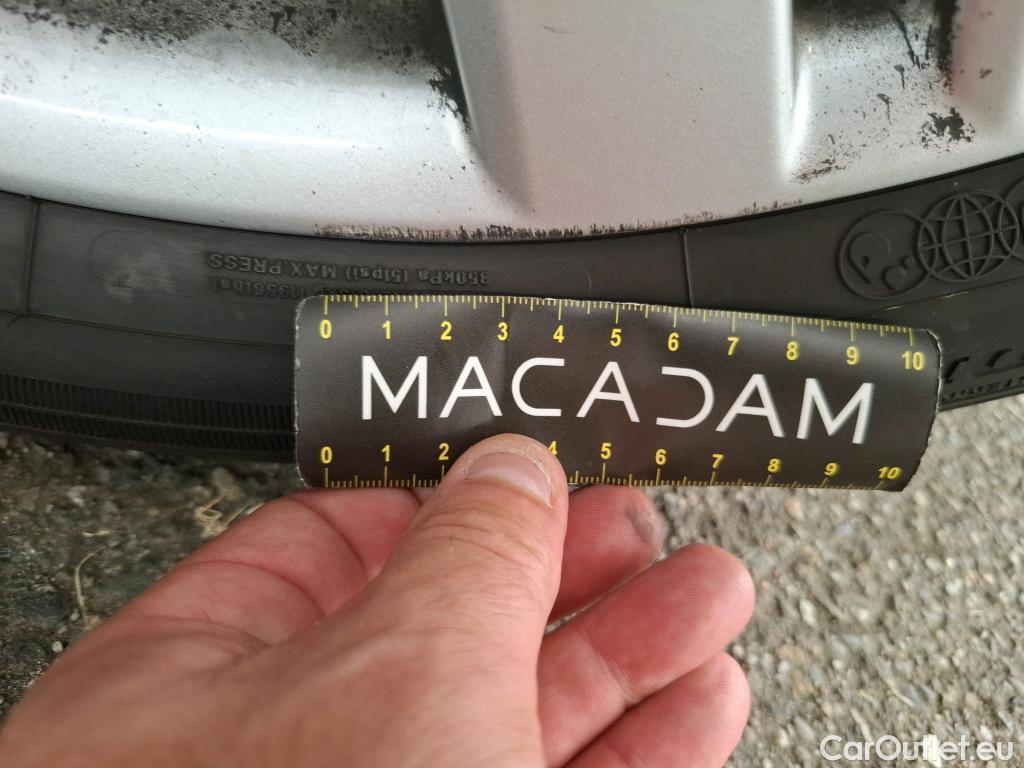 350kPa (51psi) MAX.PRESS
(1356lbs)
0 1 2 3 4 5 6 7 8 9 10
MACADAM
0 1 2 4 5 6 7 8 9 10
CarOutlet.eu